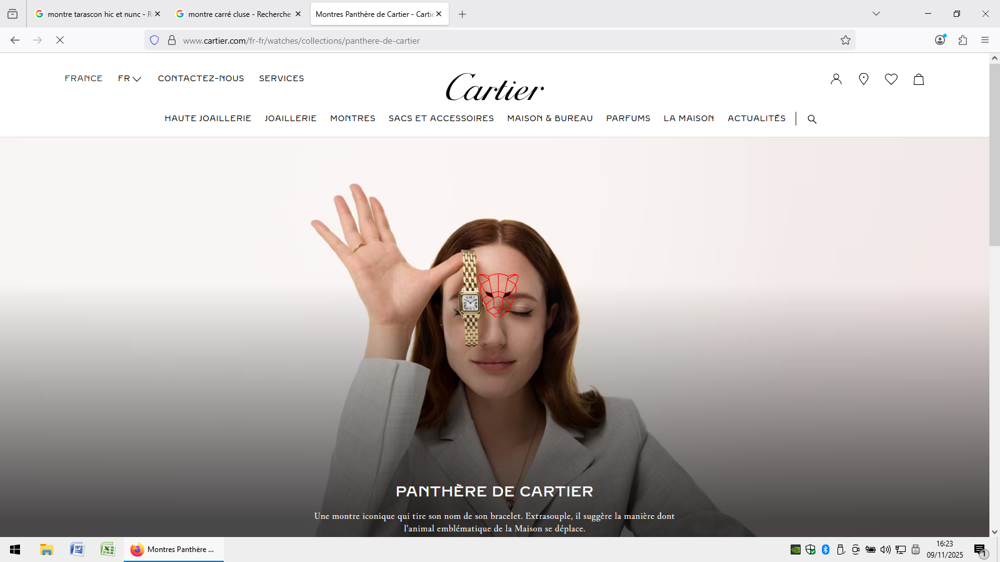 montre tarascon hic et nunc - R
montre carré cluse - Recherche
Montres Panthère de Cartier - Cartie
www.cartier.com/fr-fr/watches/collections/panthere-de-cartier
FRANCE FR CONTACTEZ-NOUS SERVICES
Cartier
HAUTE JOAILLERIE JOAILLERIE MONTRES SACS ET ACCESSOIRES MAISON & BUREAU PARFUMS LA MAISON ACTUALITÉS
PANTHÈRE DE CARTIER
Une montre iconique qui tire son nom de son bracelet. Extrasouple, il suggère la manière dont
l'animal emblématique de la Maison se déplace.
Montres Panthère ...
16:23
09/11/2025
1